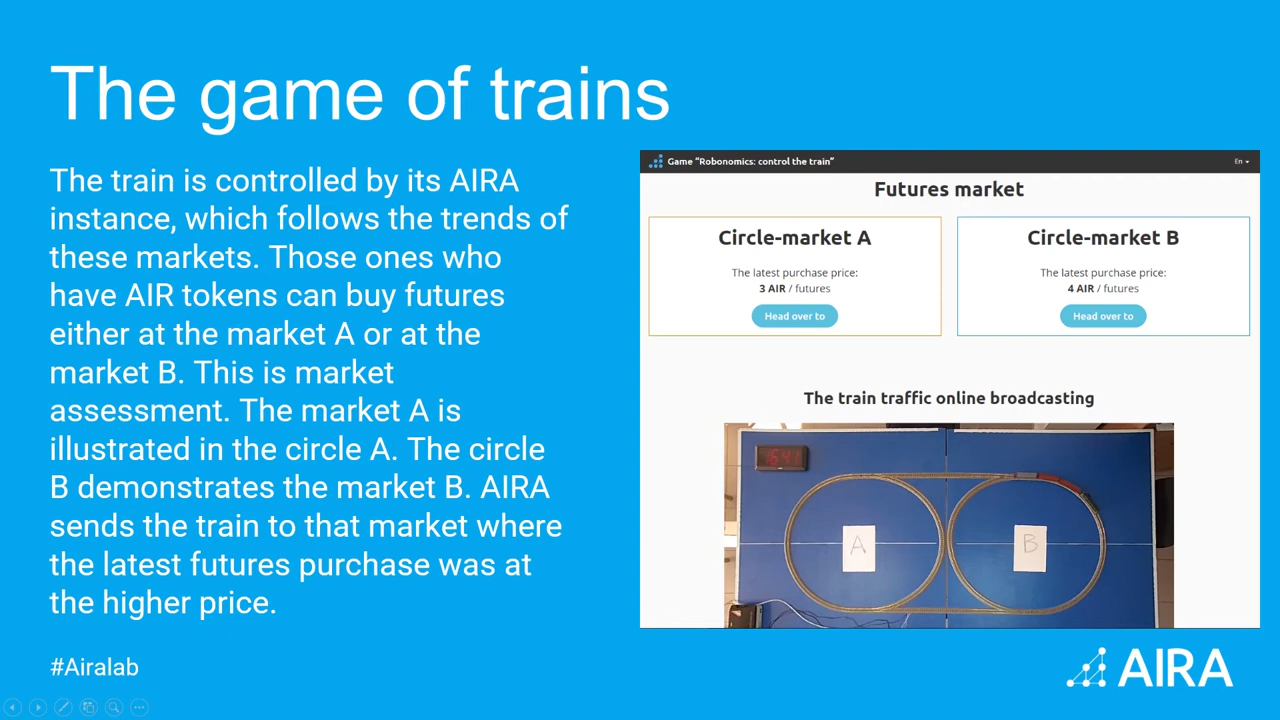 The game of trains
The train is controlled by its AIRA
instance, which follows the trends of
these markets. Those ones who
have AIR tokens can buy futures
either at the market A or at the
market B. This is market
assessment. The market A is
illustrated in the circle A. The circle
B demonstrates the market B. AIRA
sends the train to that market where
the latest futures purchase was at
the higher price.
#Airalab
Game “Robonomics: control the train”
En
Futures market
Circle-market A
The latest purchase price:
3 AIR / futures
Head over to
Circle-market B
The latest purchase price:
4 AIR / futures
Head over to
The train traffic online broadcasting
A
B
AIRA